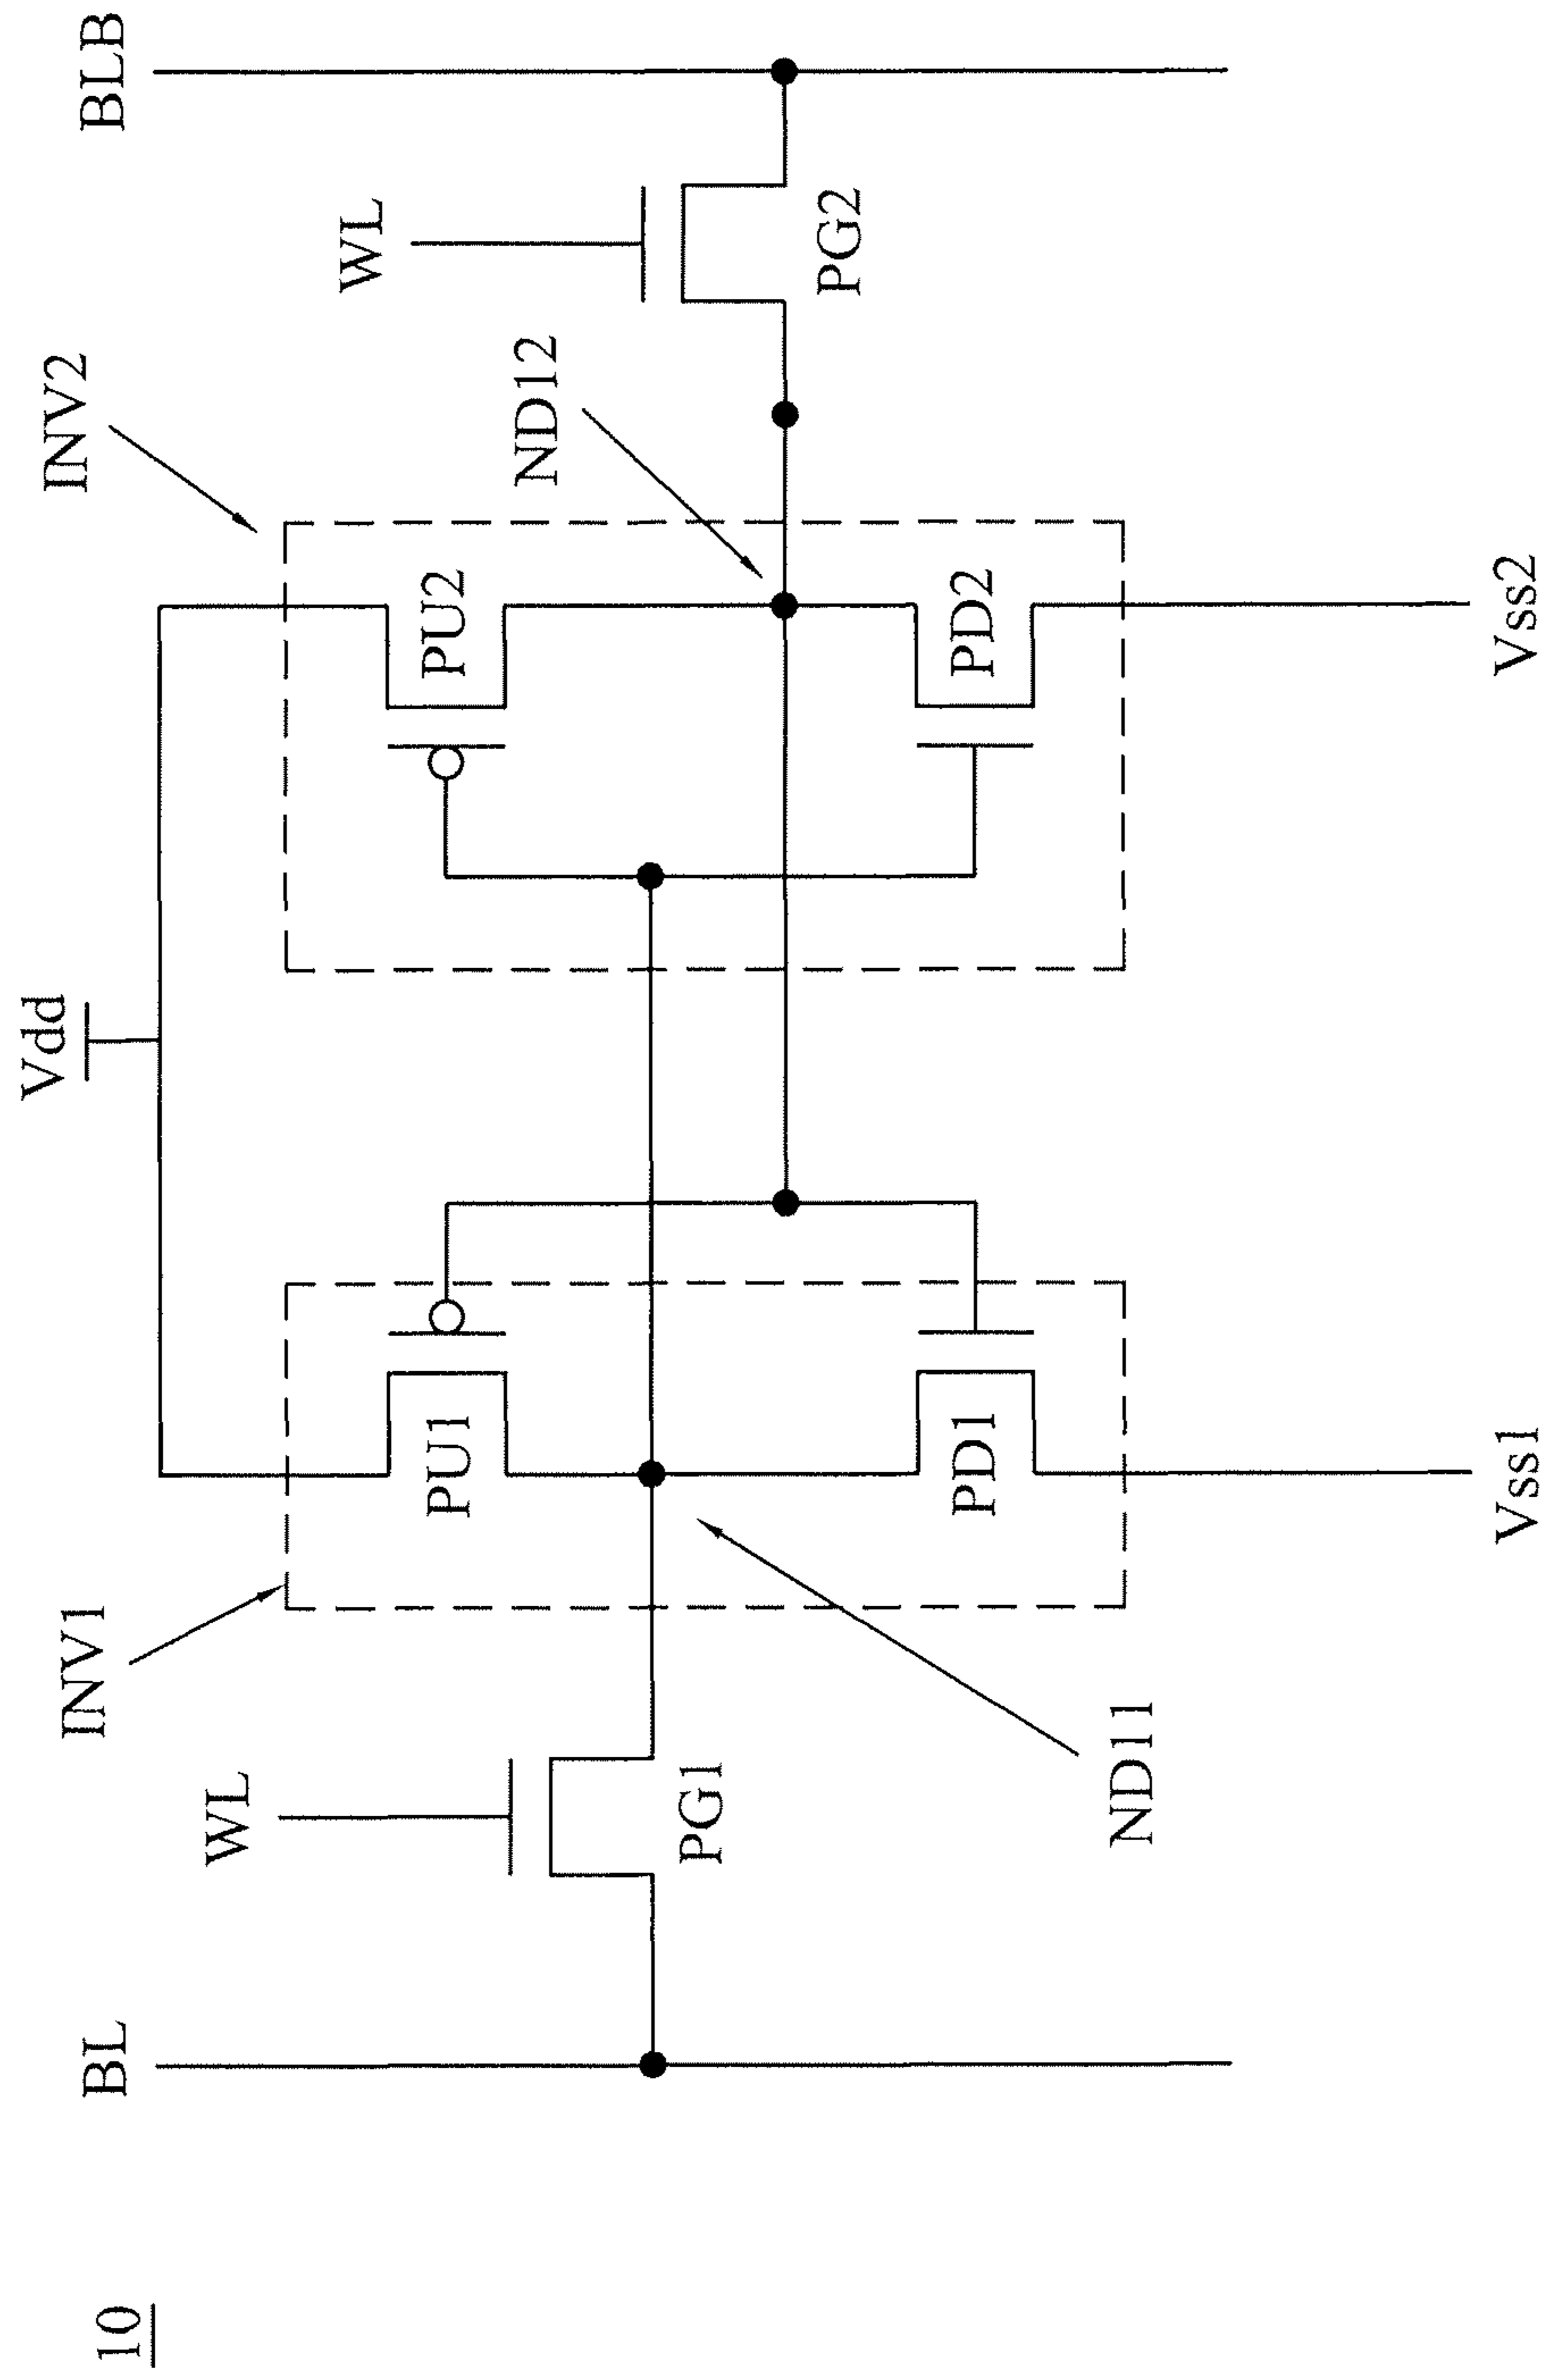 10
Vdd
BL
BLB
INV1
INV2
WL
WL
PU1
PU2
ND12
PG1
PG2
PD1
PD2
ND11
Vss1
Vss2